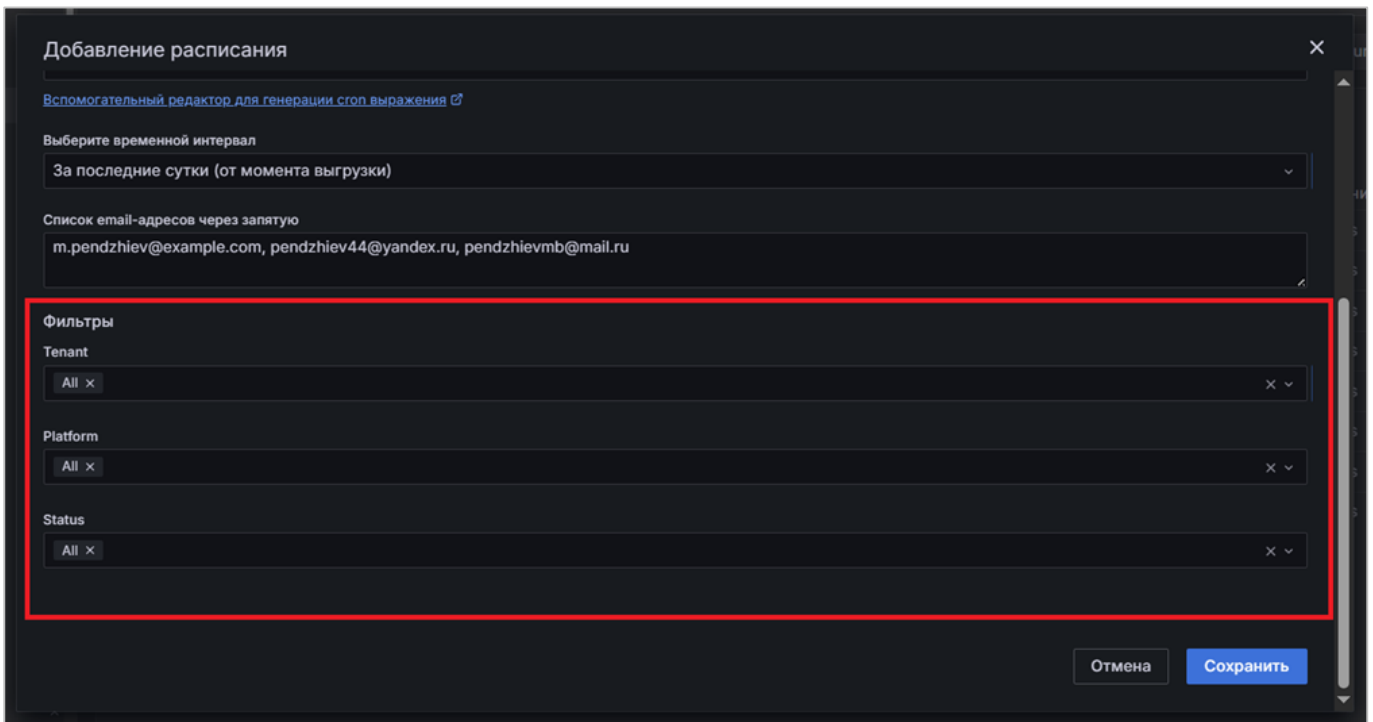 Добавление расписания
Вспомогательный редактор для генерации cron выражения
Выберите временной интервал
За последние сутки (от момента выгрузки)
Список email-адресов через запятую
m.pendzhiev@example.com, pendzhiev44@yandex.ru, pendzhievmb@mail.ru
Фильтры
Tenant
All
Platform
All
Status
All
Отмена
Сохранить